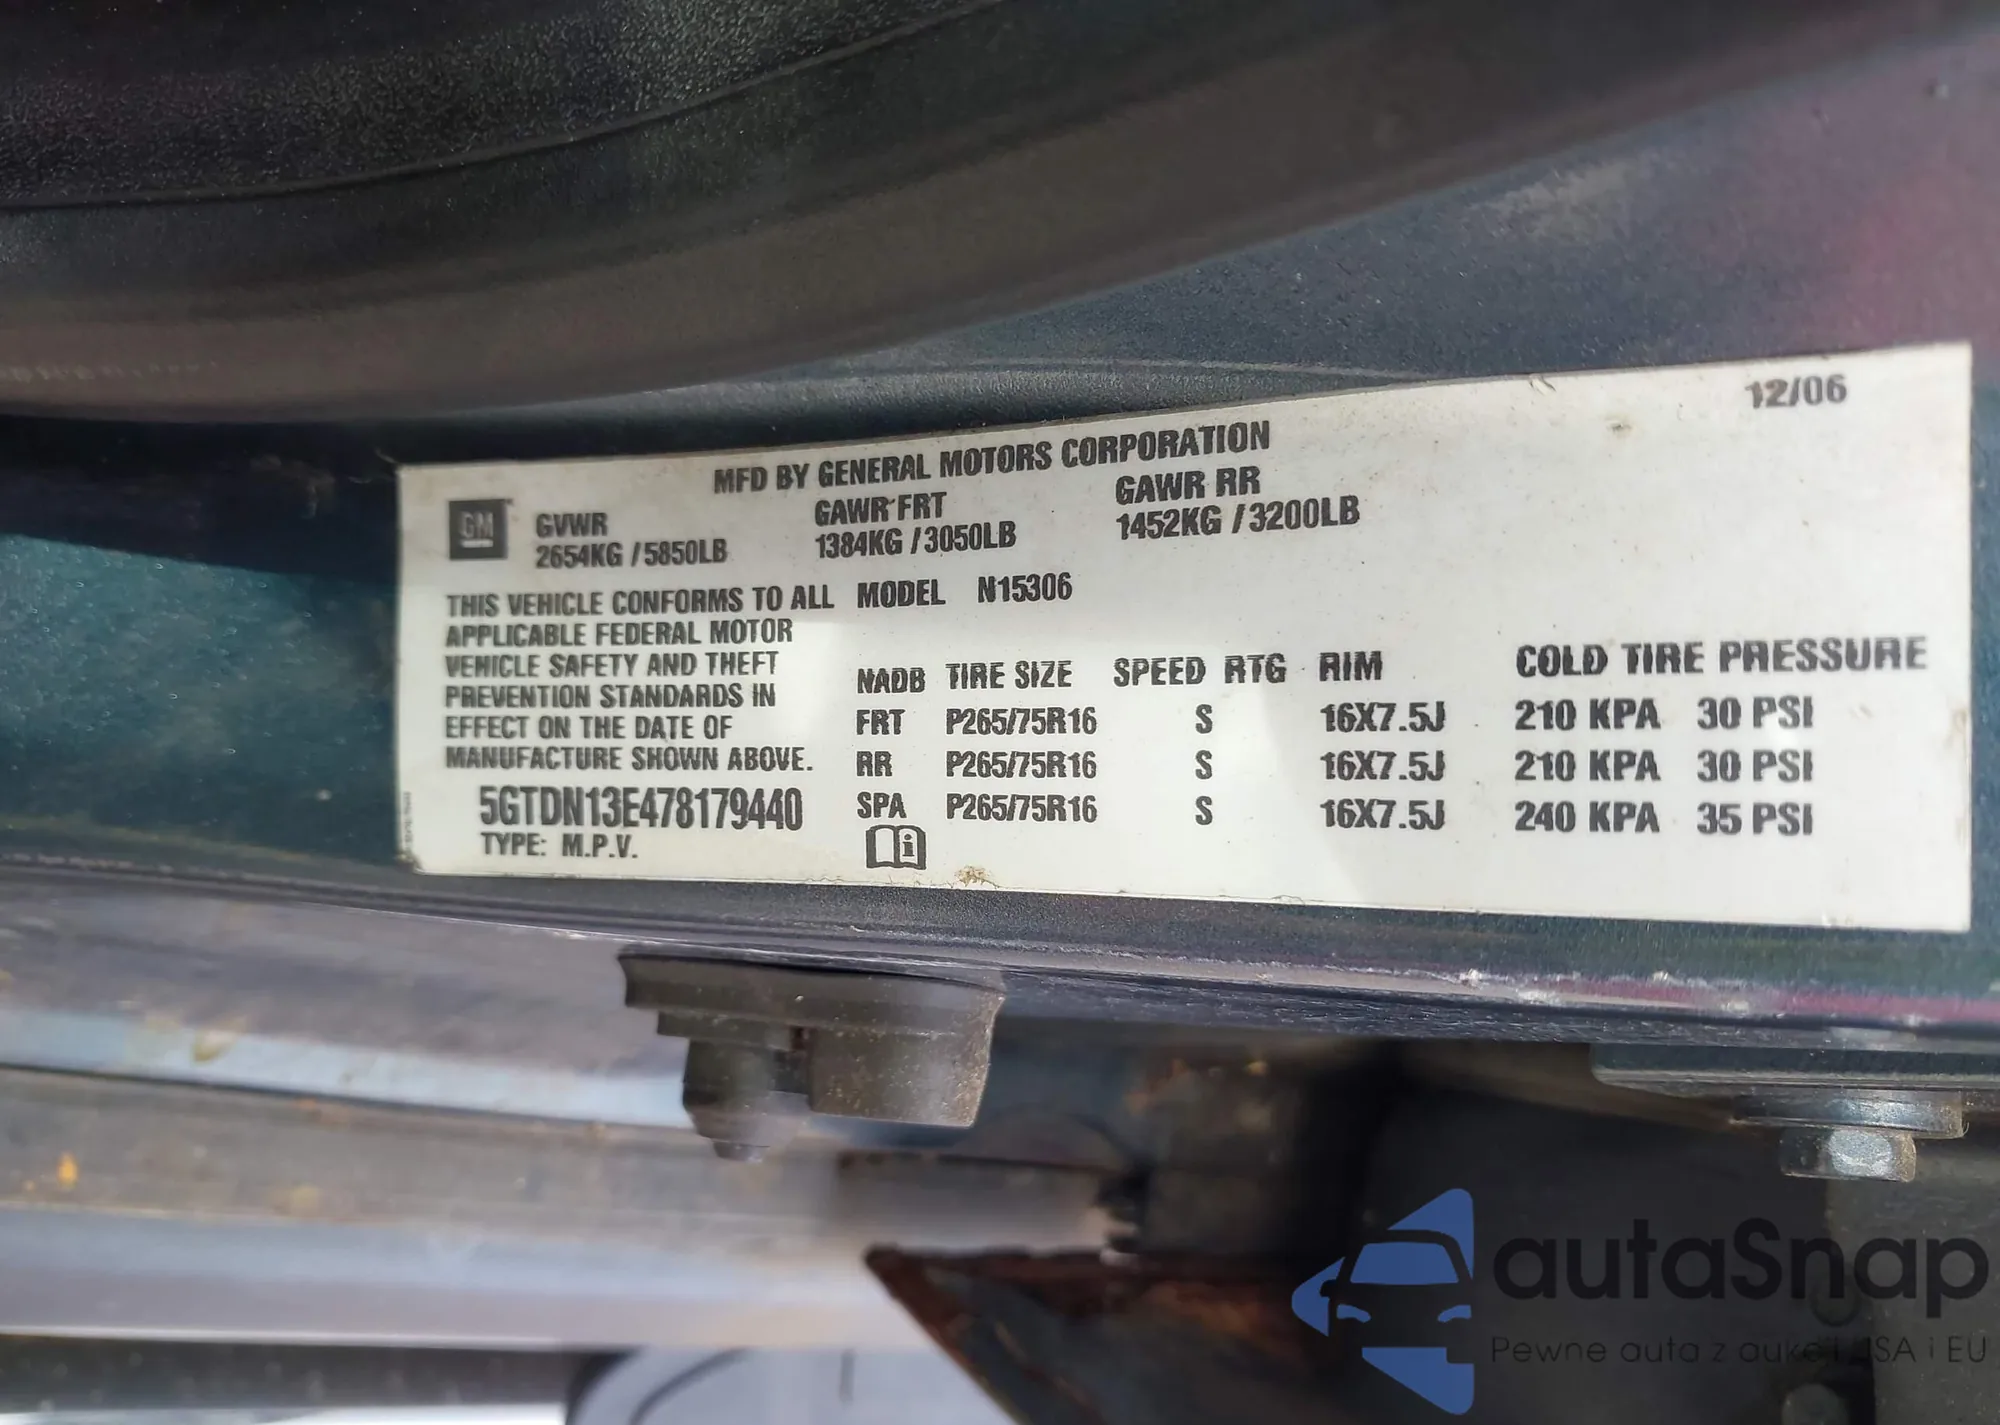 12/06
MFD BY GENERAL MOTORS CORPORATION
GM
GVWR GAWR FRT GAWR RR
2654KG / 5850LB 1384KG / 3050LB 1452KG / 3200LB
THIS VEHICLE CONFORMS TO ALL
APPLICABLE FEDERAL MOTOR
VEHICLE SAFETY AND THEFT
PREVENTION STANDARDS IN
EFFECT ON THE DATE OF
MANUFACTURE SHOWN ABOVE.
5GTDN13E478179440
TYPE: M.P.V.
MODEL N15306
NADB TIRE SIZE SPEED RTG RIM COLD TIRE PRESSURE
FRT P265/75R16 S 16X7.5J 210 KPA 30 PSI
RR P265/75R16 S 16X7.5J 210 KPA 30 PSI
SPA P265/75R16 S 16X7.5J 240 KPA 35 PSI
i
autaSnap
Pewne auta z aukcji USA i EU